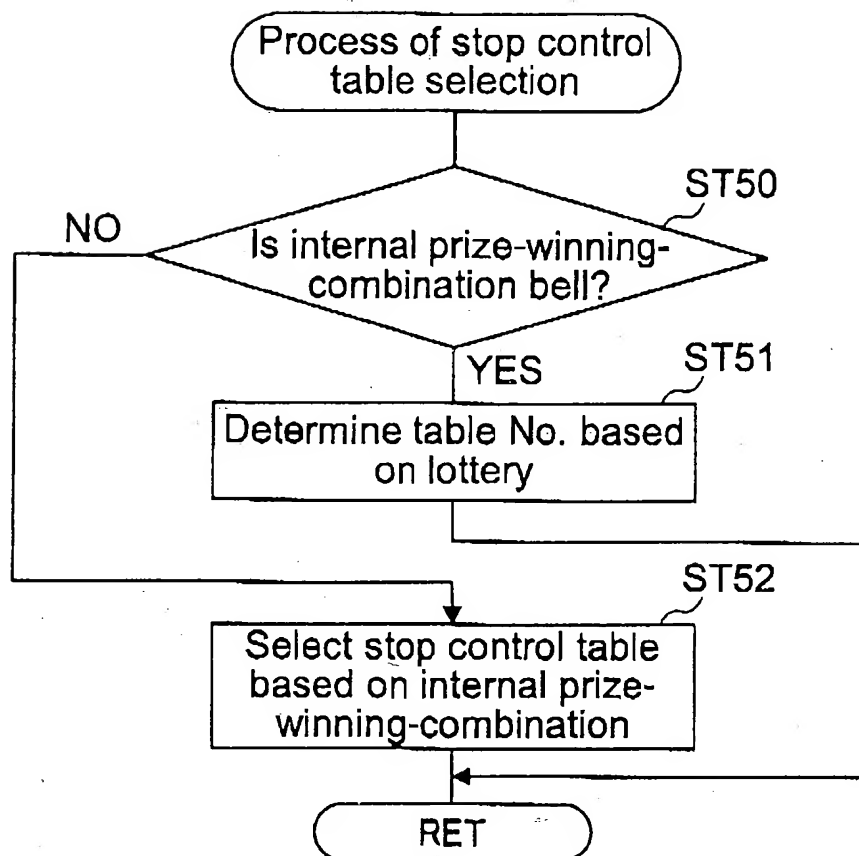 Process of stop control
table selection
ST50
NO
Is internal prize-winning-
combination bell?
YES
ST51
Determine table No. based
on lottery
ST52
Select stop control table
based on internal prize-
winning-combination
RET